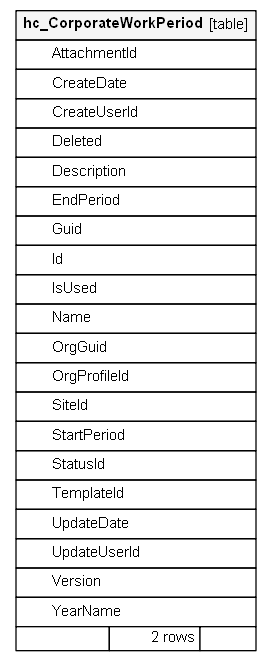 hc_CorporateWorkPeriod [table]
AttachmentId
CreateDate
CreateUserId
Deleted
Description
EndPeriod
Guid
Id
IsUsed
Name
OrgGuid
OrgProfileId
SiteId
StartPeriod
StatusId
TemplateId
UpdateDate
UpdateUserId
Version
YearName
2 rows